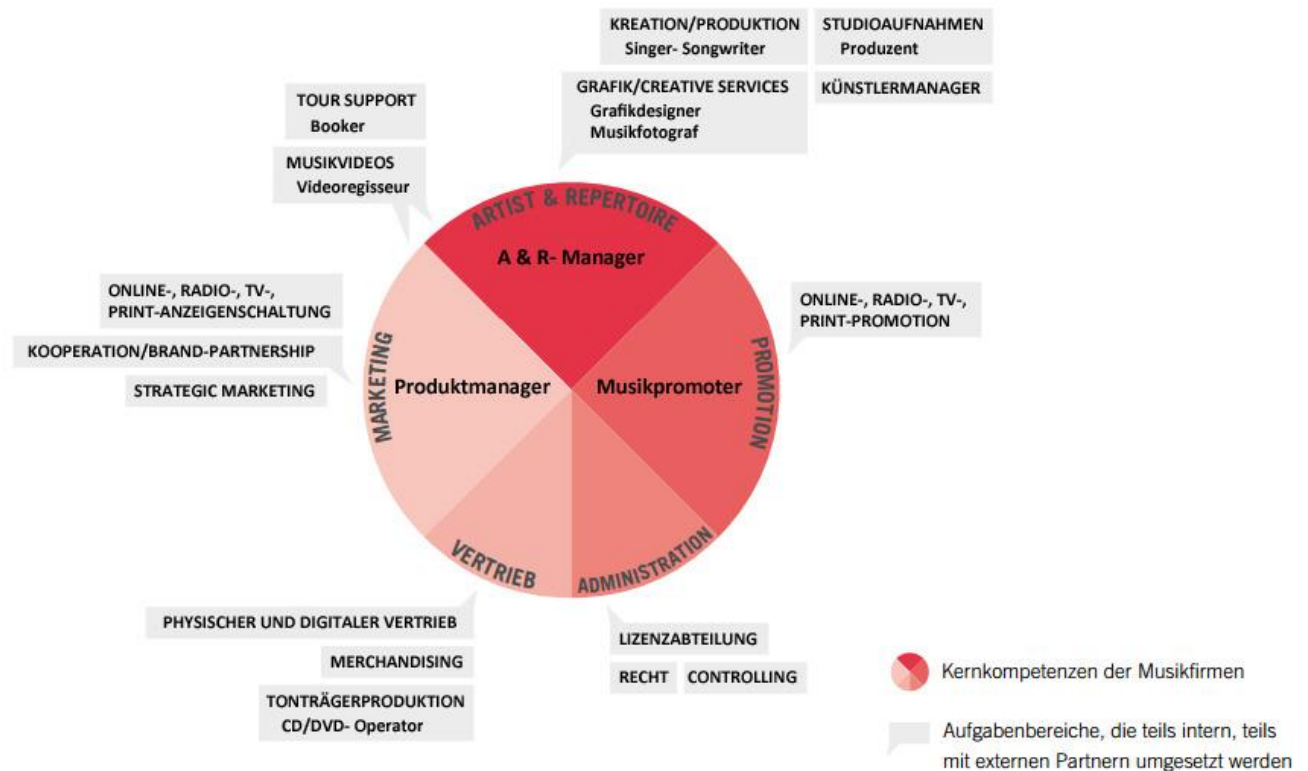 KREATION/PRODUKTION
Singer- Songwriter
STUDIOAUFNAHMEN
Produzent
GRAFIK/CREATIVE SERVICES
Grafikdesigner
Musikfotograf
KÜNSTLERMANAGER
TOUR SUPPORT
Booker
MUSIKVIDEOS
Videoregisseur
ARTIST & REPERTOIRE
A & R- Manager
ONLINE-, RADIO-, TV-,
PRINT-ANZEIGENSCHALTUNG
KOOPERATION/BRAND-PARTNERSHIP
STRATEGIC MARKETING
MARKETING
Produktmanager
Musikpromoter
PROMOTION
ONLINE-, RADIO-, TV-,
PRINT-PROMOTION
VERTRIEB
ADMINISTRATION
PHYSISCHER UND DIGITALER VERTRIEB
MERCHANDISING
TONTRÄGERPRODUKTION
CD/DVD- Operator
LIZENZABTEILUNG
RECHT
CONTROLLING
Kernkompetenzen der Musikfirmen
Aufgabenbereiche, die teils intern, teils
mit externen Partnern umgesetzt werden